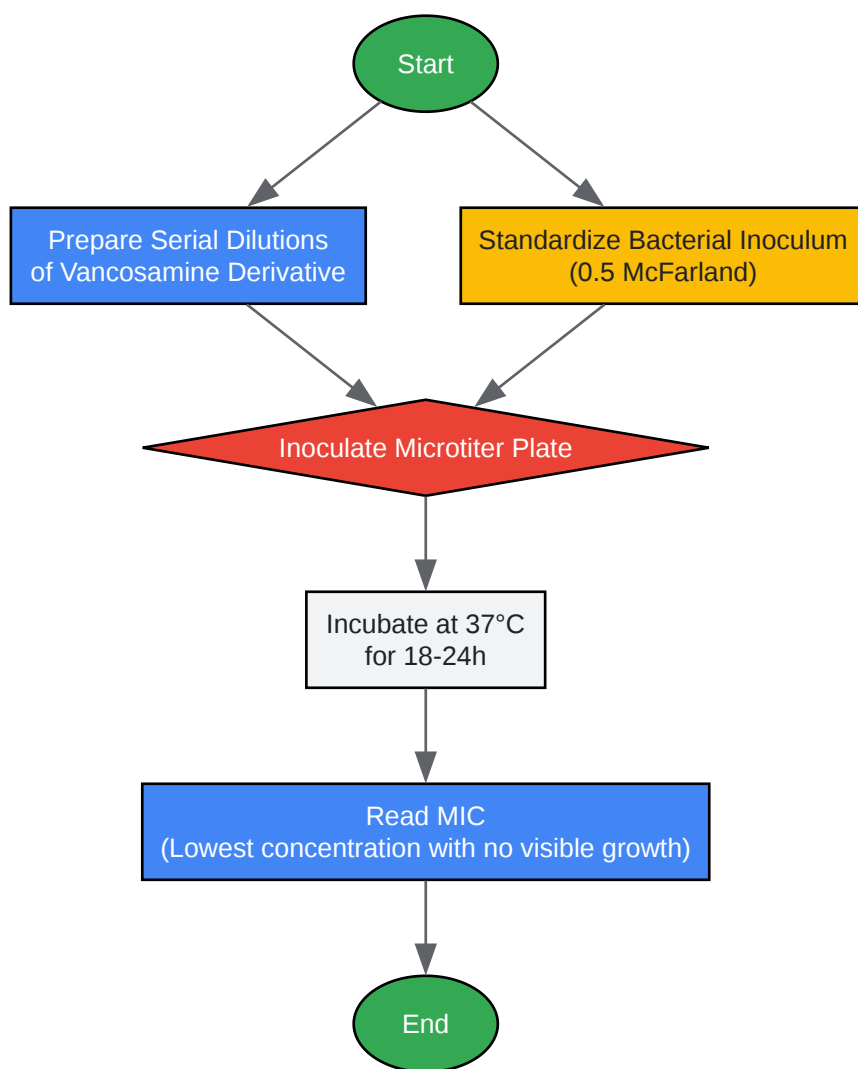 Start
Prepare Serial Dilutions
of Vancosamine Derivative
Standardize Bacterial Inoculum
(0.5 McFarland)
Inoculate Microtiter Plate
Incubate at 37°C
for 18-24h
Read MIC
(Lowest concentration with no visible growth)
End